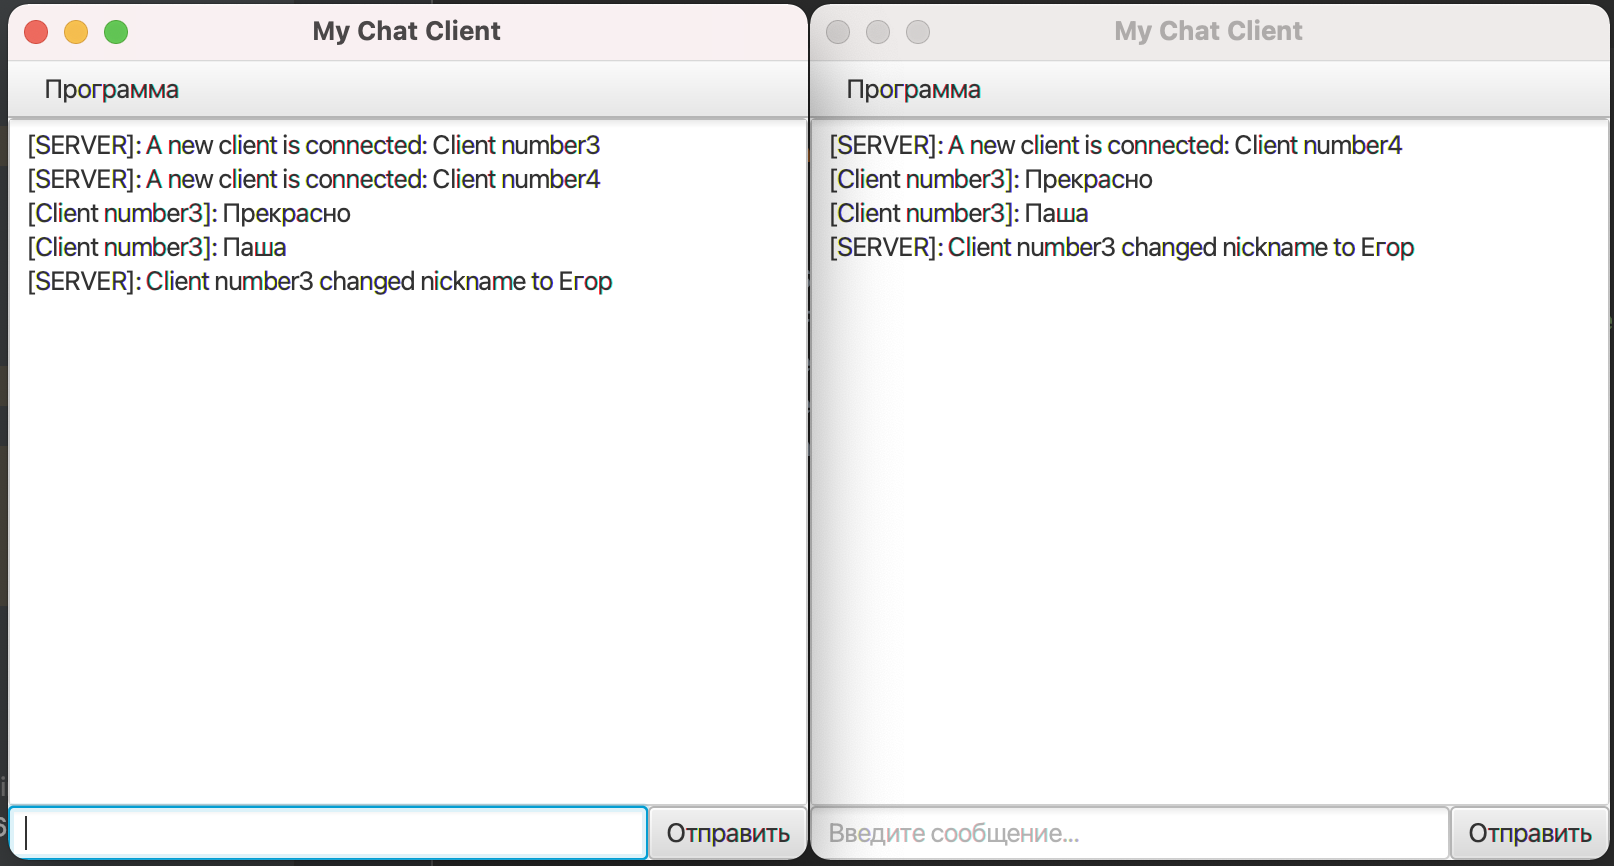 My Chat Client
Программа
[SERVER]: A new client is connected: Client number3
[SERVER]: A new client is connected: Client number4
[Client number3]: Прекрасно
[Client number3]: Паша
[SERVER]: Client number3 changed nickname to Егор
Отправить
My Chat Client
Программа
[SERVER]: A new client is connected: Client number4
[Client number3]: Прекрасно
[Client number3]: Паша
[SERVER]: Client number3 changed nickname to Егор
Введите сообщение...
Отправить